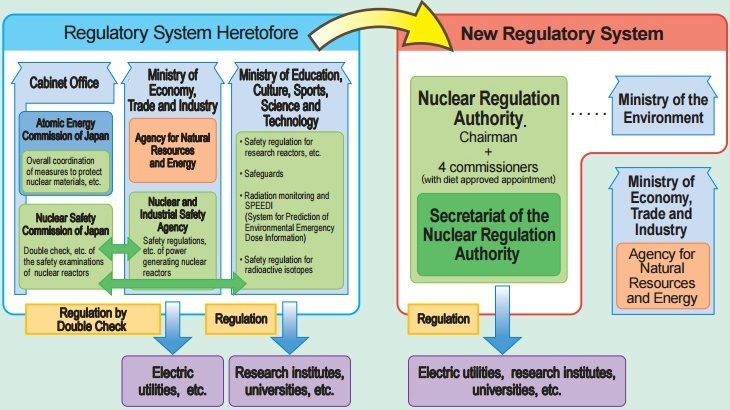 Regulatory System Heretofore
Cabinet Office
Atomic Energy
Commission of Japan
Overall coordination
of measures to protect
nuclear materials, etc.
Nuclear Safety
Commission of Japan
Double check, etc. of
the safety examinations
of nuclear reactors
Ministry of
Economy,
Trade and Industry
Agency for Natural
Resources
and Energy
Nuclear and
Industrial Safety
Agency
Safety regulations,
etc. of power
generating nuclear
reactors
Ministry of Education,
Culture, Sports,
Science and
Technology
• Safety regulation for
research reactors, etc.
• Safeguards
• Radiation monitoring and
SPEEDI
(System for Prediction of
Environmental Emergency
Dose Information)
• Safety regulation for
radioactive isotopes
Regulation by
Double Check
Regulation
Electric
utilities, etc.
Research institutes,
universities, etc.
New Regulatory System
Nuclear Regulation
Authority.
Chairman
+
4 commissioners
(with diet approved appointment)
Secretariat of the
Nuclear Regulation
Authority
Ministry of the
Environment
Ministry of
Economy,
Trade and
Industry
Agency for
Natural
Resources
and Energy
Regulation
Electric utilities, research institutes,
universities, etc.